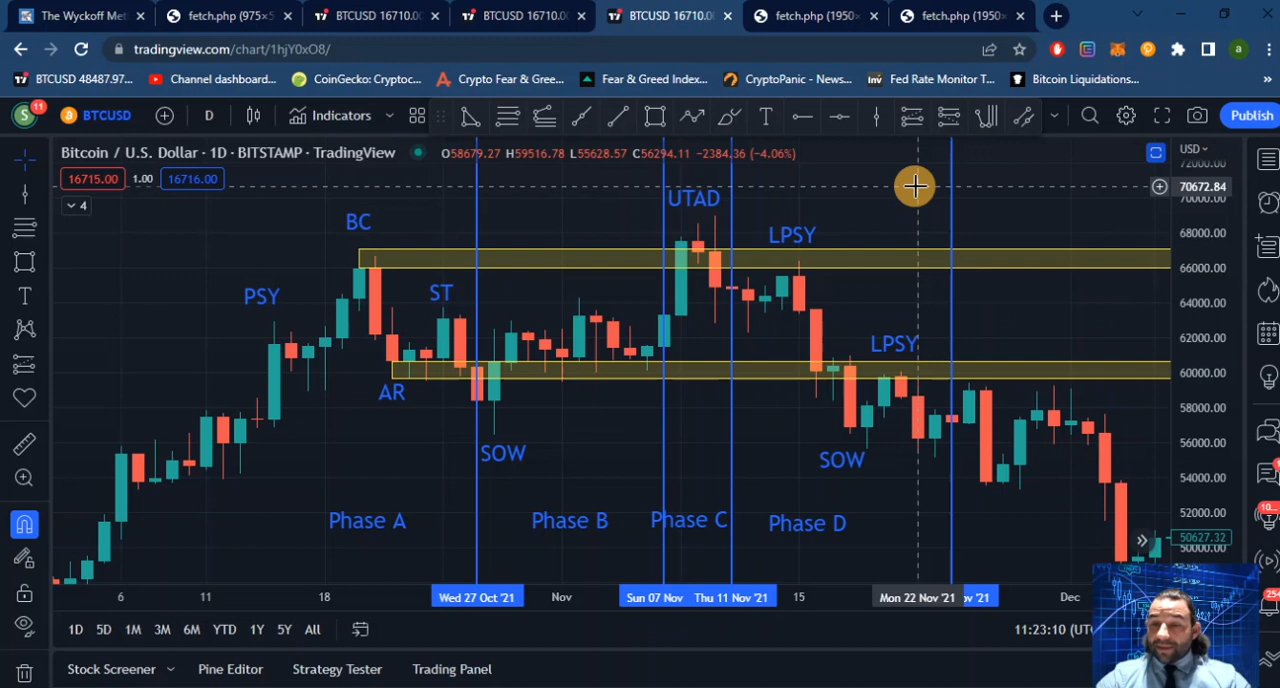 The Wyckoff Met
fetch.php (975×5
BTCUSD 16710.0
BTCUSD 16710.0
BTCUSD 16710.0
fetch.php (1950×
fetch.php (1950×
tradingview.com/chart/1hjY0xO8/
BTCUSD 48487.97...
Channel dashboard...
CoinGecko: Cryptoc...
Crypto Fear & Gree...
Fear & Greed Index...
CryptoPanic - News...
Fed Rate Monitor T...
Bitcoin Liquidations...
S
11
BTCUSD
D
Indicators
Publish
Bitcoin / U.S. Dollar · 1D · BITSTAMP · TradingView
O58679.27 H59516.78 L55628.57 C56294.11 −2384.36 (−4.06%)
USD
72000.00
16715.00
1.00
16716.00
70672.84
70000.00
4
UTAD
BC
LPSY
68000.00
66000.00
PSY
ST
64000.00
62000.00
LPSY
60000.00
AR
58000.00
SOW
SOW
56000.00
54000.00
Phase A
Phase B
Phase C
Phase D
52000.00
50627.32
50000.00
6
11
18
Wed 27 Oct '21
Nov
Sun 07 Nov
Thu 11 Nov '21
15
Mon 22 Nov '21
ov '21
Dec
1D
5D
1M
3M
6M
YTD
1Y
5Y
All
11:23:10 (UT
Stock Screener
Pine Editor
Strategy Tester
Trading Panel